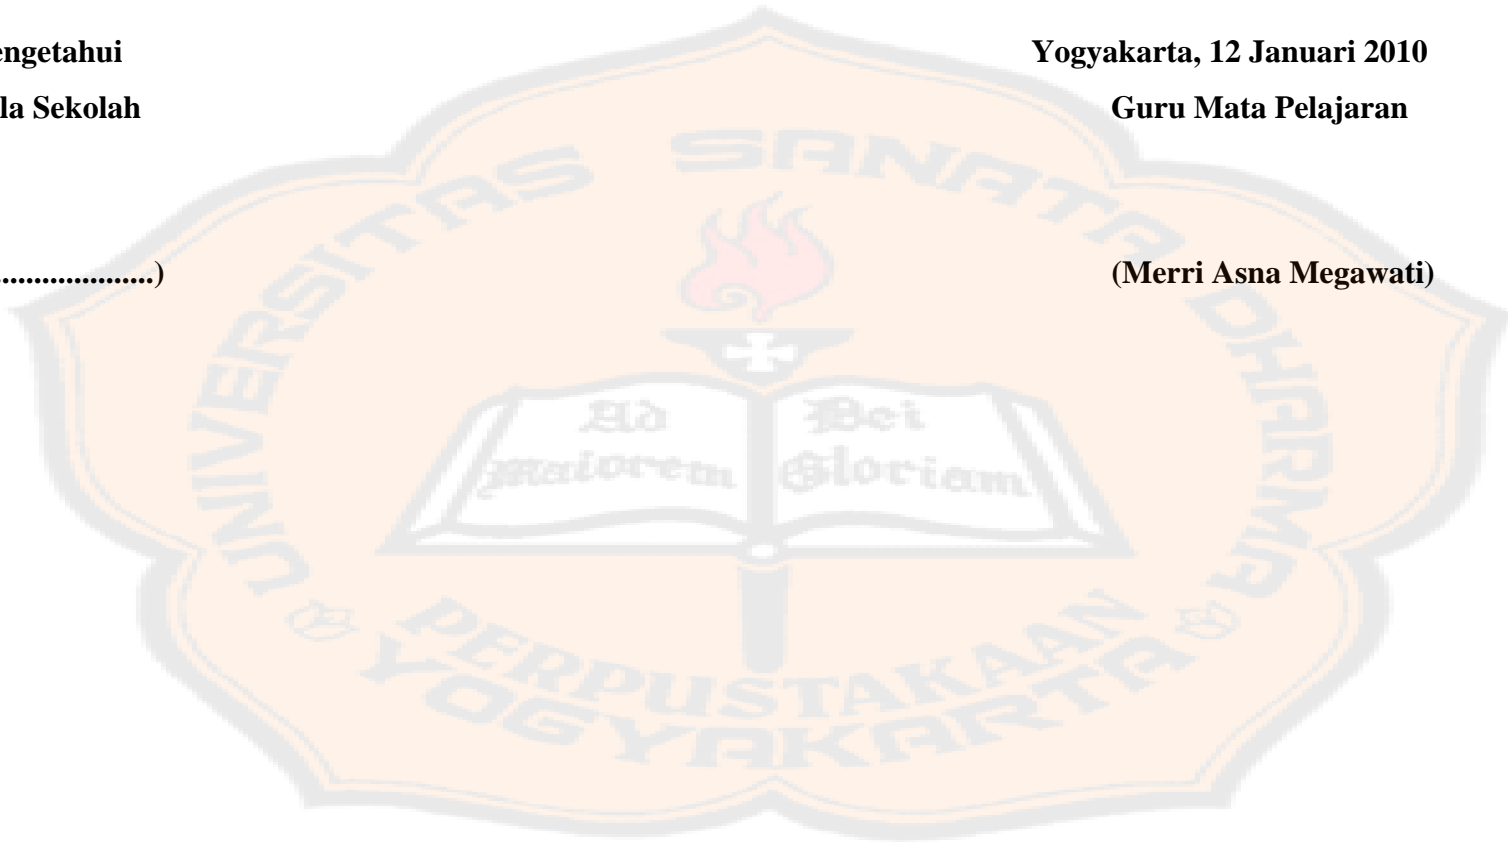 engetahui
Yogyakarta, 12 Januari 2010
la Sekolah
Guru Mata Pelajaran
....................)
(Merri Asna Megawati)
UNIVERSITAS SANATA DHARMA
Ad
Maiorem
Dei
Gloriam
PERPUSTAKAAN
YOGYAKARTA